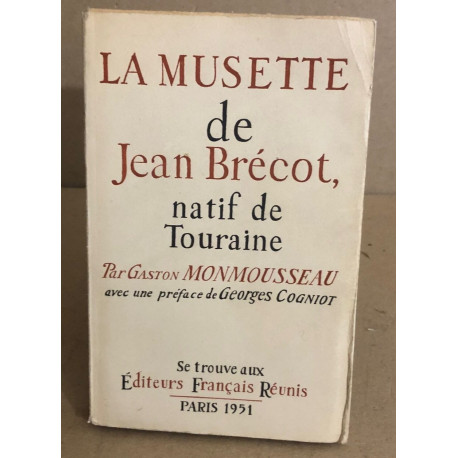 LA MUSETTE
de
Jean Brécot,
natif de
Touraine
Par GASTON MONMOUSSEAU
avec une préface de Georges COGNIOT
Se trouve aux
Éditeurs Français Réunis
PARIS 1951